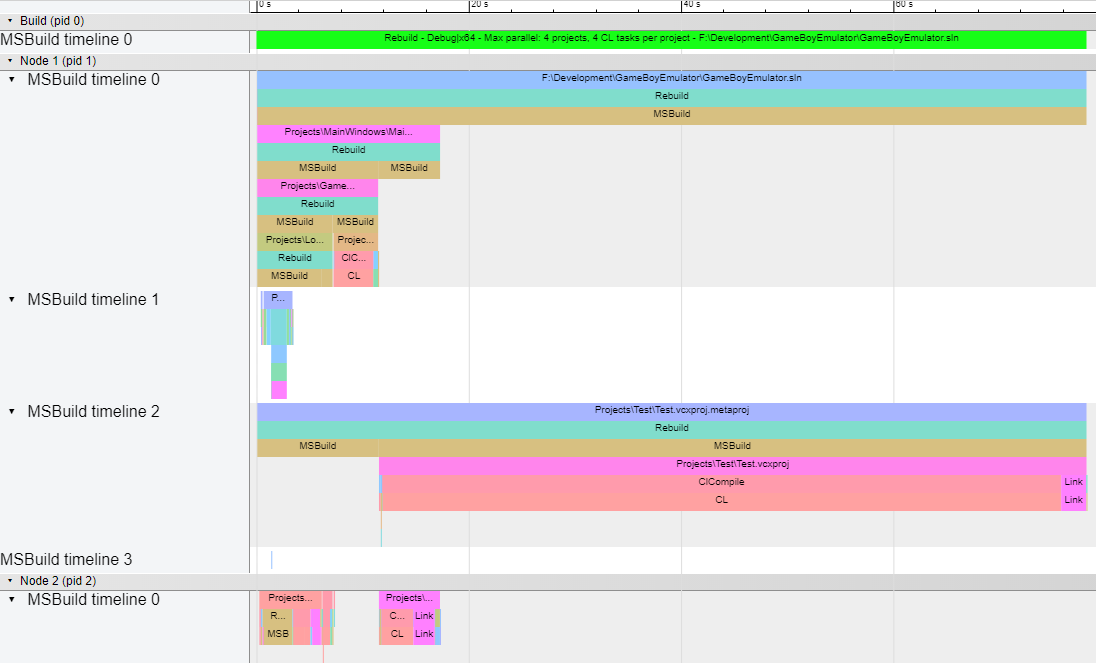 0 s 20 s 40 s 60 s
Build (pid 0)
MSBuild timeline 0 Rebuild - Debug|x64 - Max parallel: 4 projects, 4 CL tasks per project - F:\Development\GameBoyEmulator\GameBoyEmulator.sln
Node 1 (pid 1)
MSBuild timeline 0 F:\Development\GameBoyEmulator\GameBoyEmulator.sln
Rebuild
MSBuild
Projects\MainWindows\Mai...
Rebuild
MSBuild MSBuild
Projects\Game...
Rebuild
MSBuild MSBuild
Projects\Lo... Projec...
Rebuild ClC...
MSBuild CL
MSBuild timeline 1 P...
MSBuild timeline 2 Projects\Test\Test.vcxproj.metaproj
Rebuild
MSBuild MSBuild
Projects\Test\Test.vcxproj
ClCompile Link
CL Link
MSBuild timeline 3
Node 2 (pid 2)
MSBuild timeline 0 Projects... Projects\...
R... C... Link
MSB CL Link